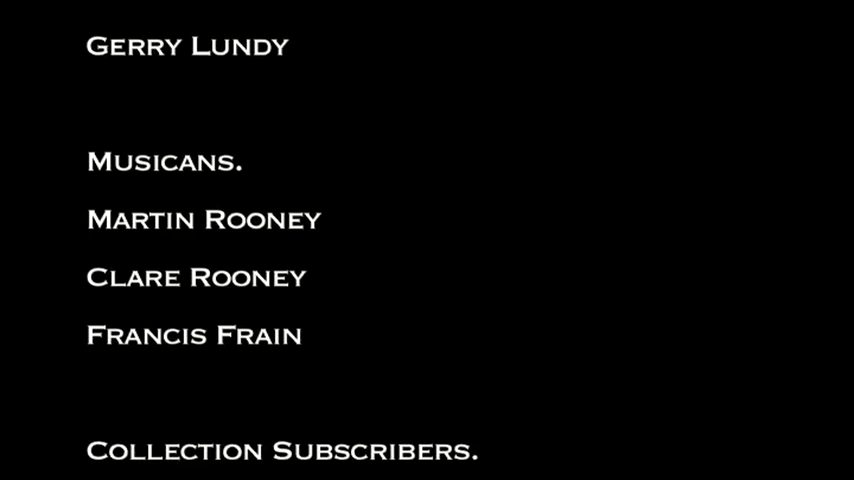 Gerry Lundy
Musicans.
Martin Rooney
Clare Rooney
Francis Frain
Collection Subscribers.